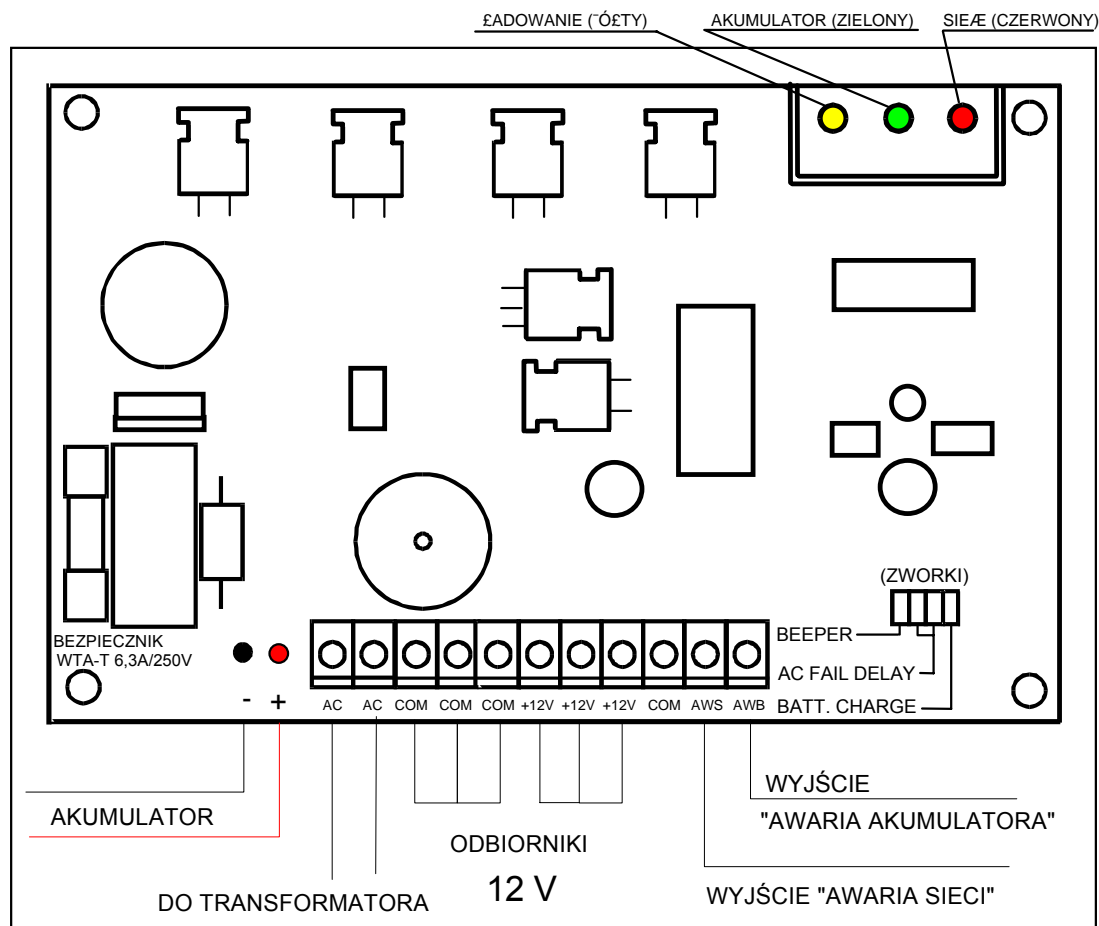 £ADOWANIE (¯Ó£TY) AKUMULATOR (ZIELONY) SIEÆ (CZERWONY)
(ZWORKI)
BEEPER
AC FAIL DELAY
BATT. CHARGE
BEZPIECZNIK
WTA-T 6,3A/250V
- +
AC AC COM COM COM +12V +12V +12V COM AWS AWB
AKUMULATOR
DO TRANSFORMATORA
ODBIORNIKI
12 V
WYJŚCIE
"AWARIA AKUMULATORA"
WYJŚCIE "AWARIA SIECI"